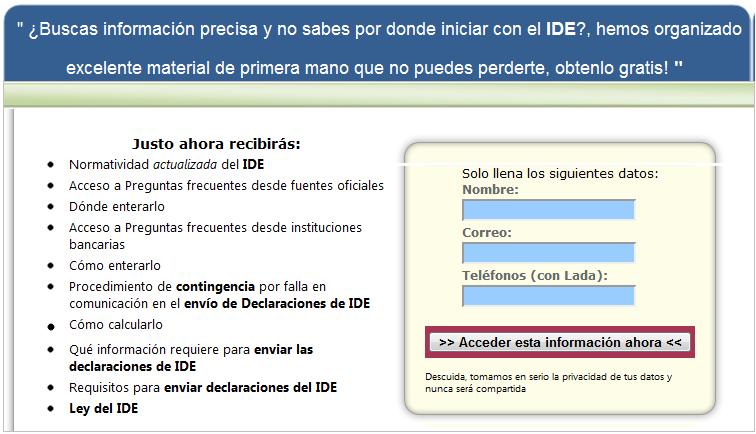 " ¿Buscas información precisa y no sabes por donde iniciar con el IDE?, hemos organizado
excelente material de primera mano que no puedes perderte, obtenlo gratis! "
Justo ahora recibirás:
Normatividad actualizada del IDE
Acceso a Preguntas frecuentes desde fuentes oficiales
Dónde enterarlo
Acceso a Preguntas frecuentes desde instituciones
bancarias
Cómo enterarlo
Procedimiento de contingencia por falla en
comunicación en el envío de Declaraciones de IDE
Cómo calcularlo
Qué información requiere para enviar las
declaraciones de IDE
Requisitos para enviar declaraciones del IDE
Ley del IDE
Solo llena los siguientes datos:
Nombre:
Correo:
Teléfonos (con Lada):
>> Acceder esta información ahora <<
Descuida, tomamos en serio la privacidad de tus datos y
nunca será compartida